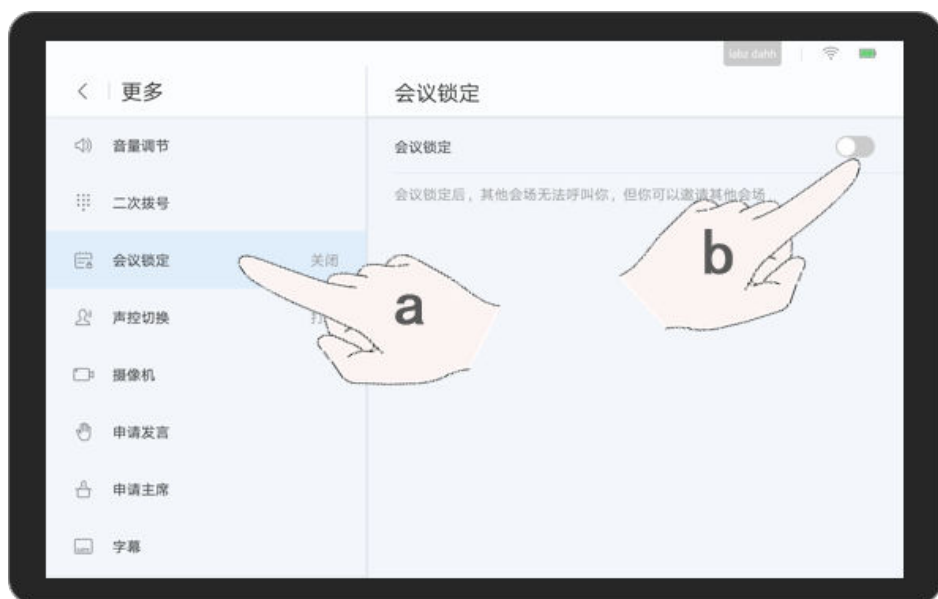 更多
会议锁定
音量调节
会议锁定
二次拨号
会议锁定后，其他会场无法呼叫你，但你可以邀请其他会场
会议锁定
关闭
b
a
声控切换
打
摄像机
申请发言
申请主席
字幕